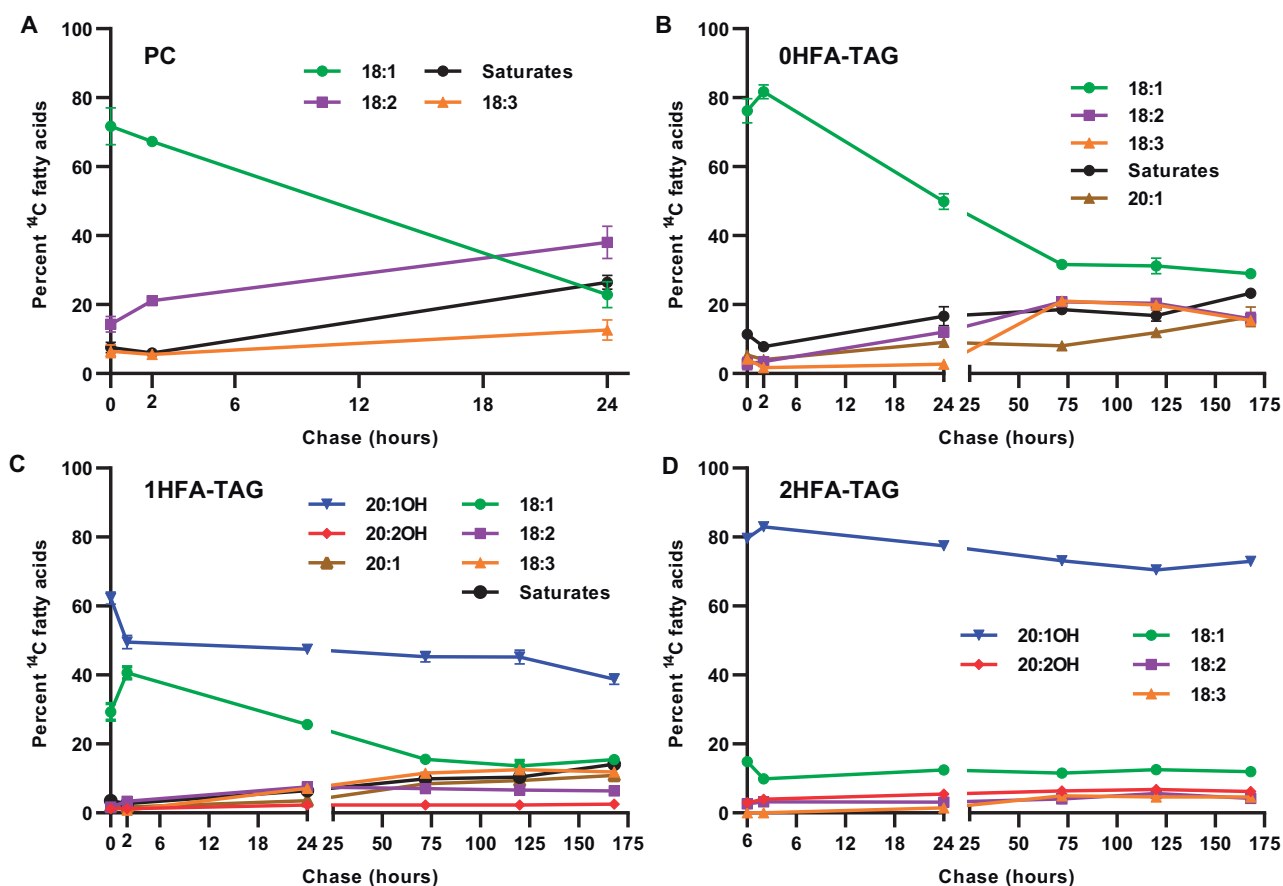 A
PC
Percent ¹⁴C fatty acids
100
80
60
40
20
0
18:1
Saturates
18:2
18:3
0 2 6 12 18 24
Chase (hours)
B
0HFA-TAG
Percent ¹⁴C fatty acids
100
80
60
40
20
0
18:1
18:2
18:3
Saturates
20:1
0 2 6 12 18 24 25 50 75 100 125 150 175
Chase (hours)
C
1HFA-TAG
Percent ¹⁴C fatty acids
100
80
60
40
20
0
20:1OH
18:1
20:2OH
18:2
20:1
18:3
Saturates
0 2 6 12 18 24 25 50 75 100 125 150 175
Chase (hours)
D
2HFA-TAG
Percent ¹⁴C fatty acids
100
80
60
40
20
0
20:1OH
18:1
20:2OH
18:2
18:3
6 2 6 12 18 24 25 50 75 100 125 150 175
Chase (hours)